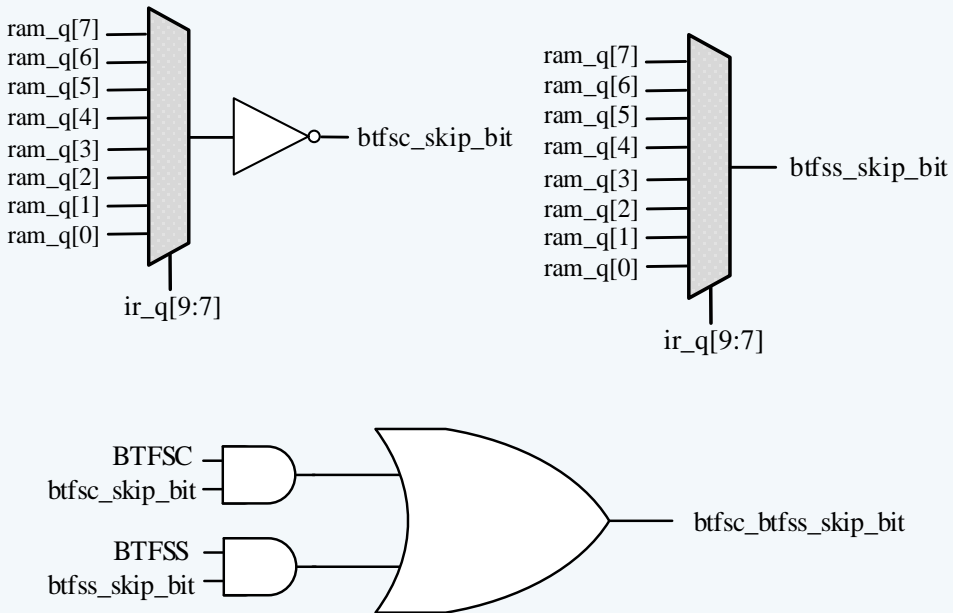 ram_q[7]
ram_q[6]
ram_q[5]
ram_q[4]
ram_q[3]
ram_q[2]
ram_q[1]
ram_q[0]
btfsc_skip_bit
ir_q[9:7]
ram_q[7]
ram_q[6]
ram_q[5]
ram_q[4]
ram_q[3]
ram_q[2]
ram_q[1]
ram_q[0]
btfss_skip_bit
ir_q[9:7]
BTFSC
btfsc_skip_bit
BTFSS
btfss_skip_bit
btfsc_btfss_skip_bit